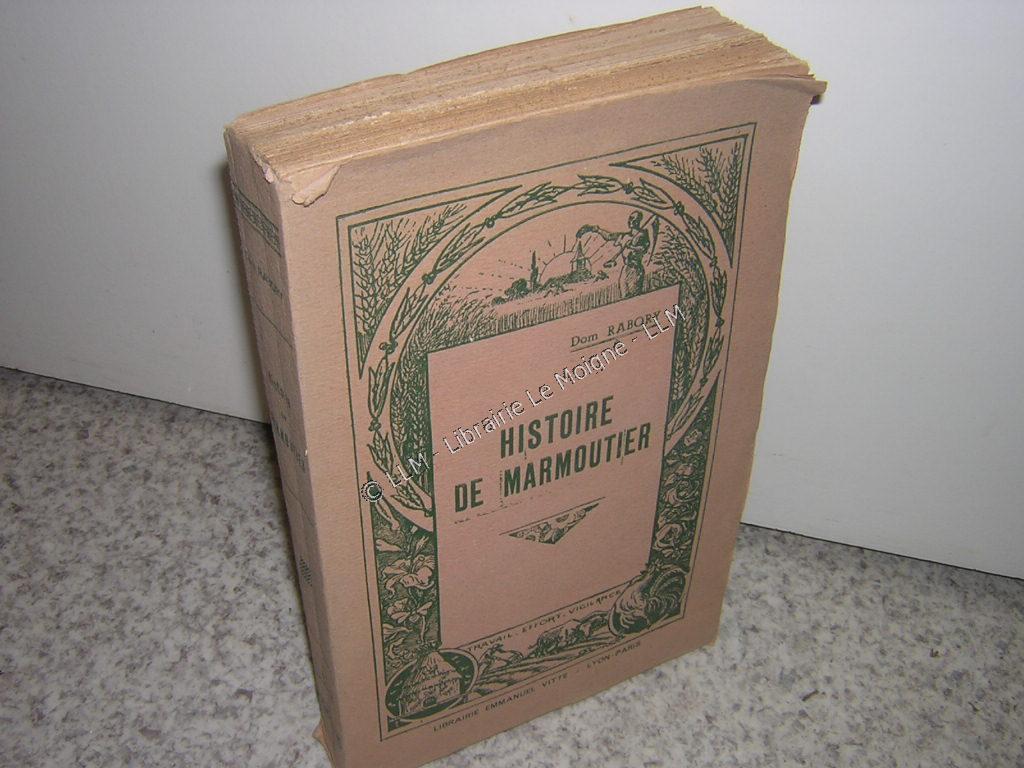 Dom RABORY
HISTOIRE
DE MARMOUTIER
TRAVAIL - EFFORT - VIGILANCE
LIBRAIRIE EMMANUEL VITTE - LYON-PARIS
© LLM - Librairie Le Moigne - LLM